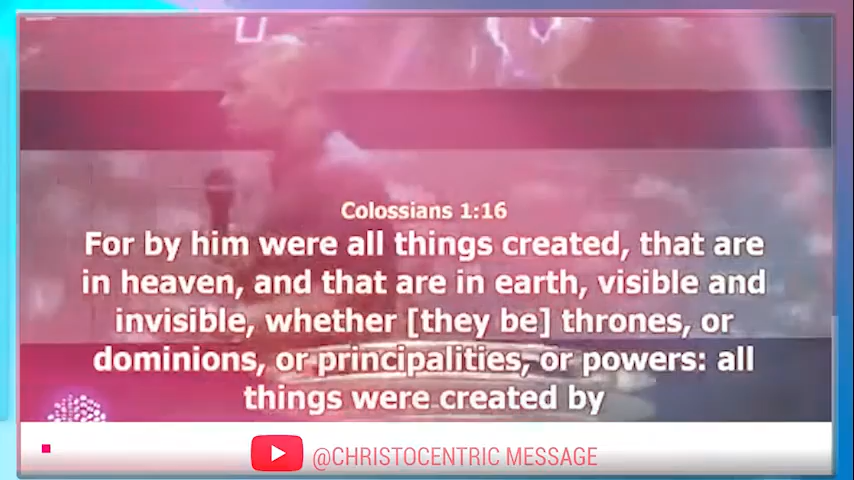 Colossians 1:16
For by him were all things created, that are
in heaven, and that are in earth, visible and
invisible, whether [they be] thrones, or
dominions, or principalities, or powers: all
things were created by
@CHRISTOCENTRIC MESSAGE